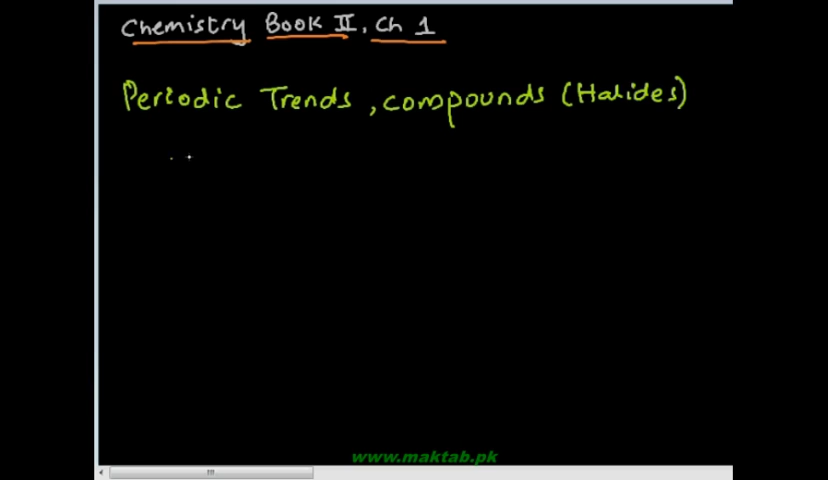 Chemistry Book II, Ch 1
Periodic Trends, compounds (Halides)
www.maktab.pk